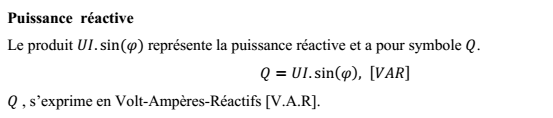 Puissance réactive
Le produit UI. sin(φ) représente la puissance réactive et a pour symbole Q.
Q = UI. sin(φ), [VAR]
Q , s’exprime en Volt-Ampères-Réactifs [V.A.R].